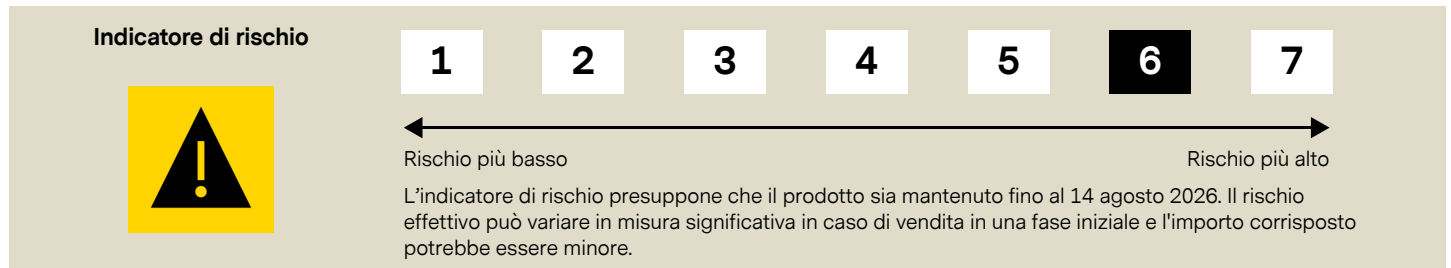 Indicatore di rischio
1 2 3 4 5 6 7
!
Rischio più basso Rischio più alto
L'indicatore di rischio presuppone che il prodotto sia mantenuto fino al 14 agosto 2026. Il rischio
effettivo può variare in misura significativa in caso di vendita in una fase iniziale e l'importo corrisposto
potrebbe essere minore.